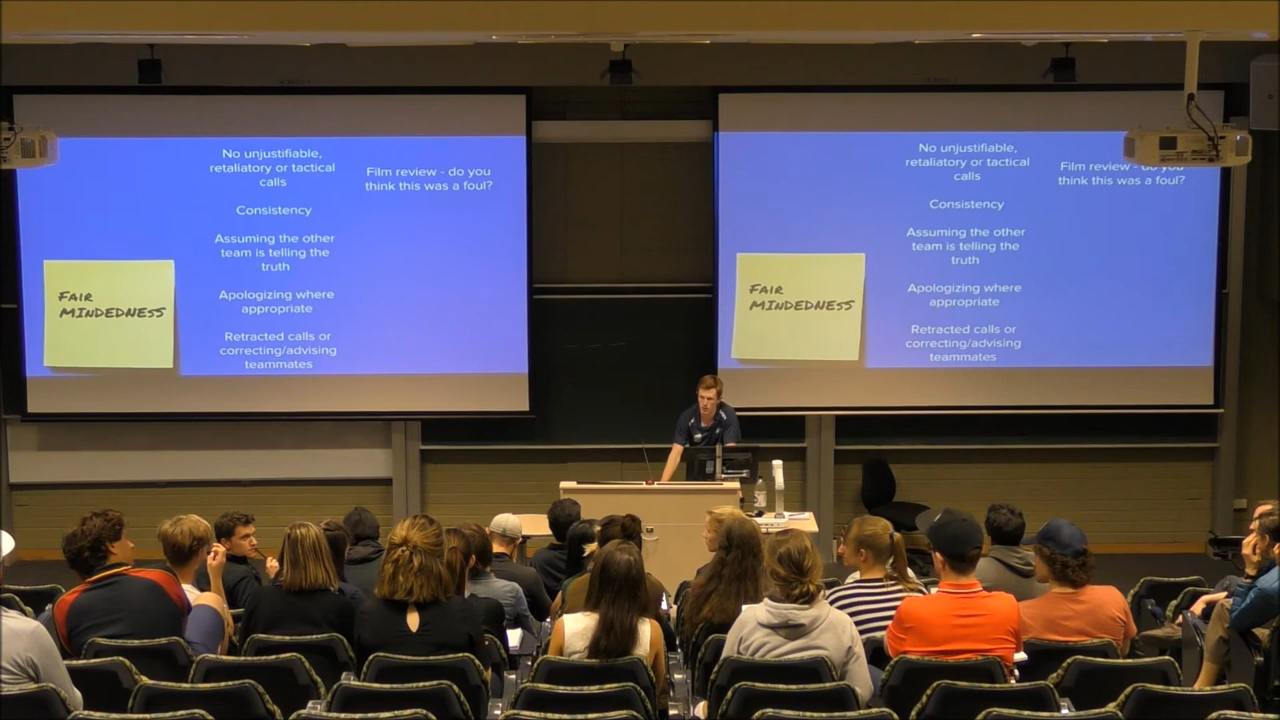 No unjustifiable,
retaliatory or tactical
calls
Film review - do you
think this was a foul?
Consistency
Assuming the other
team is telling the
truth
FAIR
MINDEDNESS
Apologizing where
appropriate
Retracted calls or
correcting/advising
teammates
No unjustifiable,
retaliatory or tactical
calls
Film review - do you
think this was a foul?
Consistency
Assuming the other
team is telling the
truth
FAIR
MINDEDNESS
Apologizing where
appropriate
Retracted calls or
correcting/advising
teammates